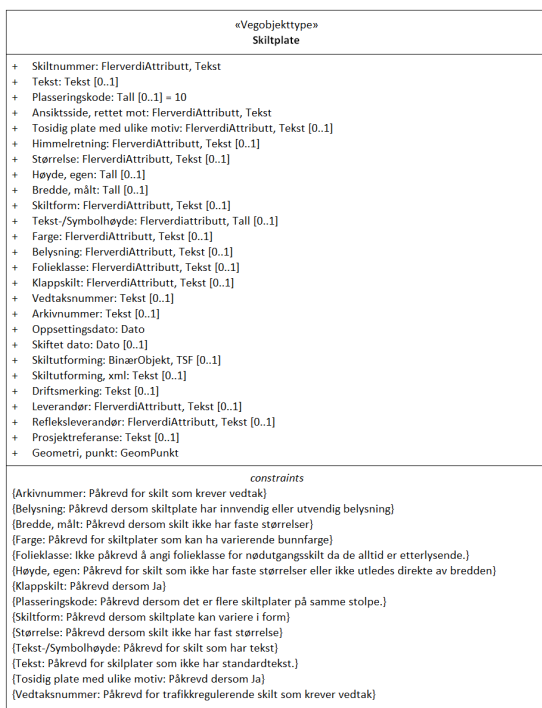 «Vegobjekttype»
Skiltplate
+ Skiltnummer: FlerverdiAttributt, Tekst
+ Tekst: Tekst [0..1]
+ Plasseringskode: Tall [0..1] = 10
+ Ansiktsside, rettet mot: FlerverdiAttributt, Tekst
+ Tosidig plate med ulike motiv: FlerverdiAttributt, Tekst [0..1]
+ Himmelretning: FlerverdiAttributt, Tekst [0..1]
+ Størrelse: FlerverdiAttributt, Tekst [0..1]
+ Høyde, egen: Tall [0..1]
+ Bredde, målt: Tall [0..1]
+ Skiltform: FlerverdiAttributt, Tekst [0..1]
+ Tekst-/Symbolhøyde: Flerverdiattributt, Tall [0..1]
+ Farge: FlerverdiAttributt, Tekst [0..1]
+ Belysning: FlerverdiAttributt, Tekst [0..1]
+ Folieklasse: FlerverdiAttributt, Tekst [0..1]
+ Klappskilt: FlerverdiAttributt, Tekst [0..1]
+ Vedtaksnummer: Tekst [0..1]
+ Arkivnummer: Tekst [0..1]
+ Oppsettingsdato: Dato
+ Skiftet dato: Dato [0..1]
+ Skiltutforming: BinærObjekt, TSF [0..1]
+ Skiltutforming, xml: Tekst [0..1]
+ Driftsmerking: Tekst [0..1]
+ Leverandør: FlerverdiAttributt, Tekst [0..1]
+ Refleksleverandør: FlerverdiAttributt, Tekst [0..1]
+ Prosjektreferanse: Tekst [0..1]
+ Geometri, punkt: GeomPunkt
constraints
{Arkivnummer: Påkrevd for skilt som krever vedtak}
{Belysning: Påkrevd dersom skiltplate har innvendig eller utvendig belysning}
{Bredde, målt: Påkrevd dersom skilt ikke har faste størrelser}
{Farge: Påkrevd for skiltplater som kan ha varierende bunnfarge}
{Folieklasse: Ikke påkrevd å angi folieklasse for nødutgangsskilt da de alltid er etterlysende.}
{Høyde, egen: Påkrevd for skilt som ikke har faste størrelser eller ikke utledes direkte av bredden}
{Klappskilt: Påkrevd dersom Ja}
{Plasseringskode: Påkrevd dersom det er flere skiltplater på samme stolpe.}
{Skiltform: Påkrevd dersom skiltplate kan variere i form}
{Størrelse: Påkrevd dersom skilt ikke har fast størrelse}
{Tekst-/Symbolhøyde: Påkrevd for skilt som har tekst}
{Tekst: Påkrevd for skilplater som ikke har standardtekst.}
{Tosidig plate med ulike motiv: Påkrevd dersom Ja}
{Vedtaksnummer: Påkrevd for trafikkregulerende skilt som krever vedtak}